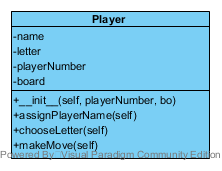 Player
-name
-letter
-playerNumber
-board
+__init__(self, playerNumber, bo)
+assignPlayerName(self)
+chooseLetter(self)
+makeMove(self)
Powered By Visual Paradigm Community Edition